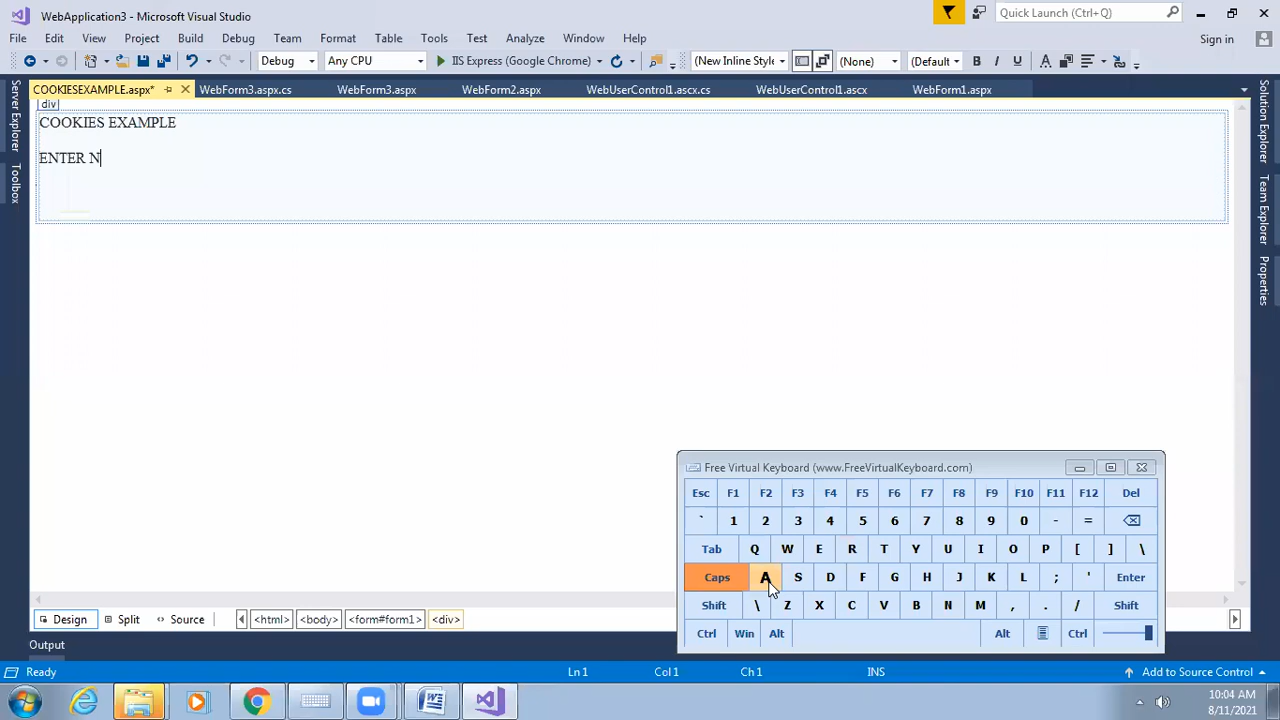 WebApplication3 - Microsoft Visual Studio
Quick Launch (Ctrl+Q)
File Edit View Project Build Debug Team Format Table Tools Test Analyze Window Help Sign in
Debug Any CPU IIS Express (Google Chrome) (New Inline Style) (None) (Default B I U A
COOKIESEXAMPLE.aspx* WebForm3.aspx.cs WebForm3.aspx WebForm2.aspx WebUserControl1.ascx.cs WebUserControl1.ascx WebForm1.aspx
Server Explorer
Toolbox
Solution Explorer
Team Explorer
Properties
div
COOKIES EXAMPLE
ENTER N
Free Virtual Keyboard (www.FreeVirtualKeyboard.com)
Esc F1 F2 F3 F4 F5 F6 F7 F8 F9 F10 F11 F12 Del
` 1 2 3 4 5 6 7 8 9 0 - =
Tab Q W E R T Y U I O P [ ] \
Caps A S D F G H J K L ; ' Enter
Shift \ Z X C V B N M , . / Shift
Ctrl Win Alt Alt Ctrl
Design Split Source <html> <body> <form#form1> <div>
Output
Ready Ln 1 Col 1 Ch 1 INS Add to Source Control
10:04 AM
8/11/2021